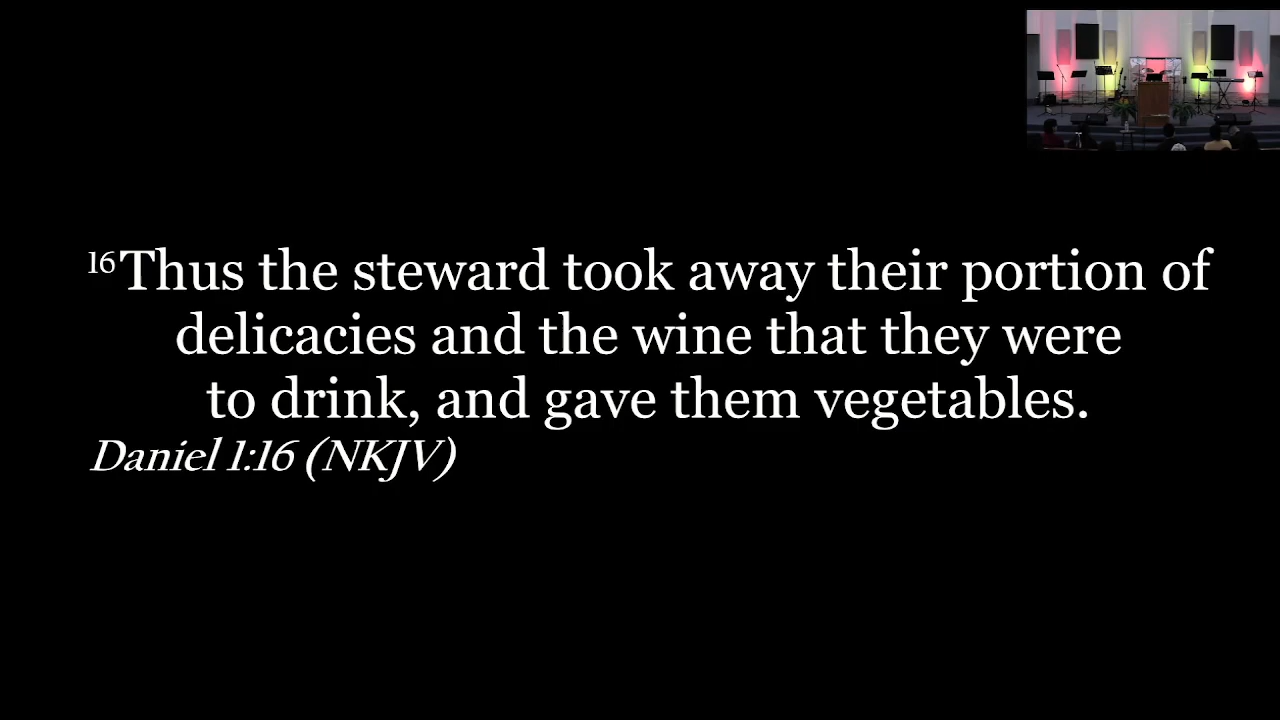 16Thus the steward took away their portion of
delicacies and the wine that they were
to drink, and gave them vegetables.
Daniel 1:16 (NKJV)